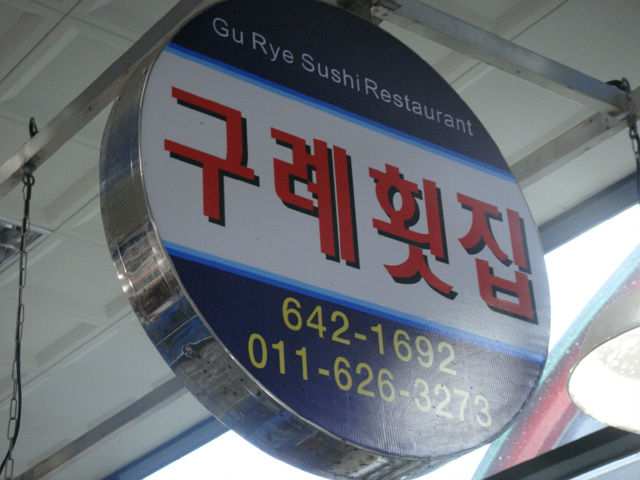 Gu Rye Sushi Restaurant
구례횟집
642-1692
011-626-3273